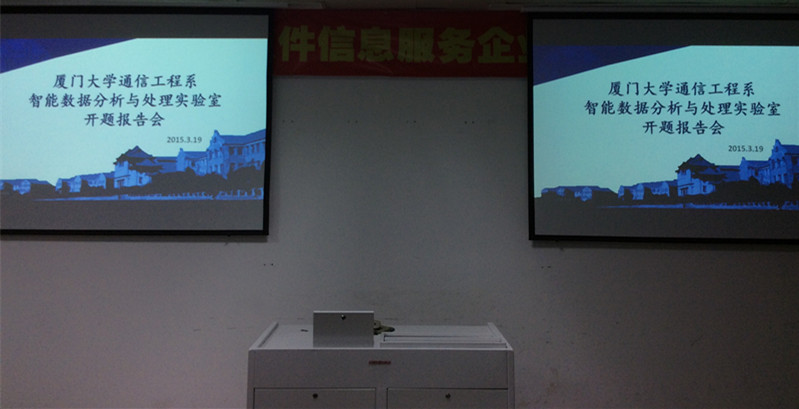 厦门大学通信工程系
智能数据分析与处理实验室
开题报告会
2015.3.19
件信息服务企
厦门大学通信工程系
智能数据分析与处理实验室
开题报告会
2015.3.19